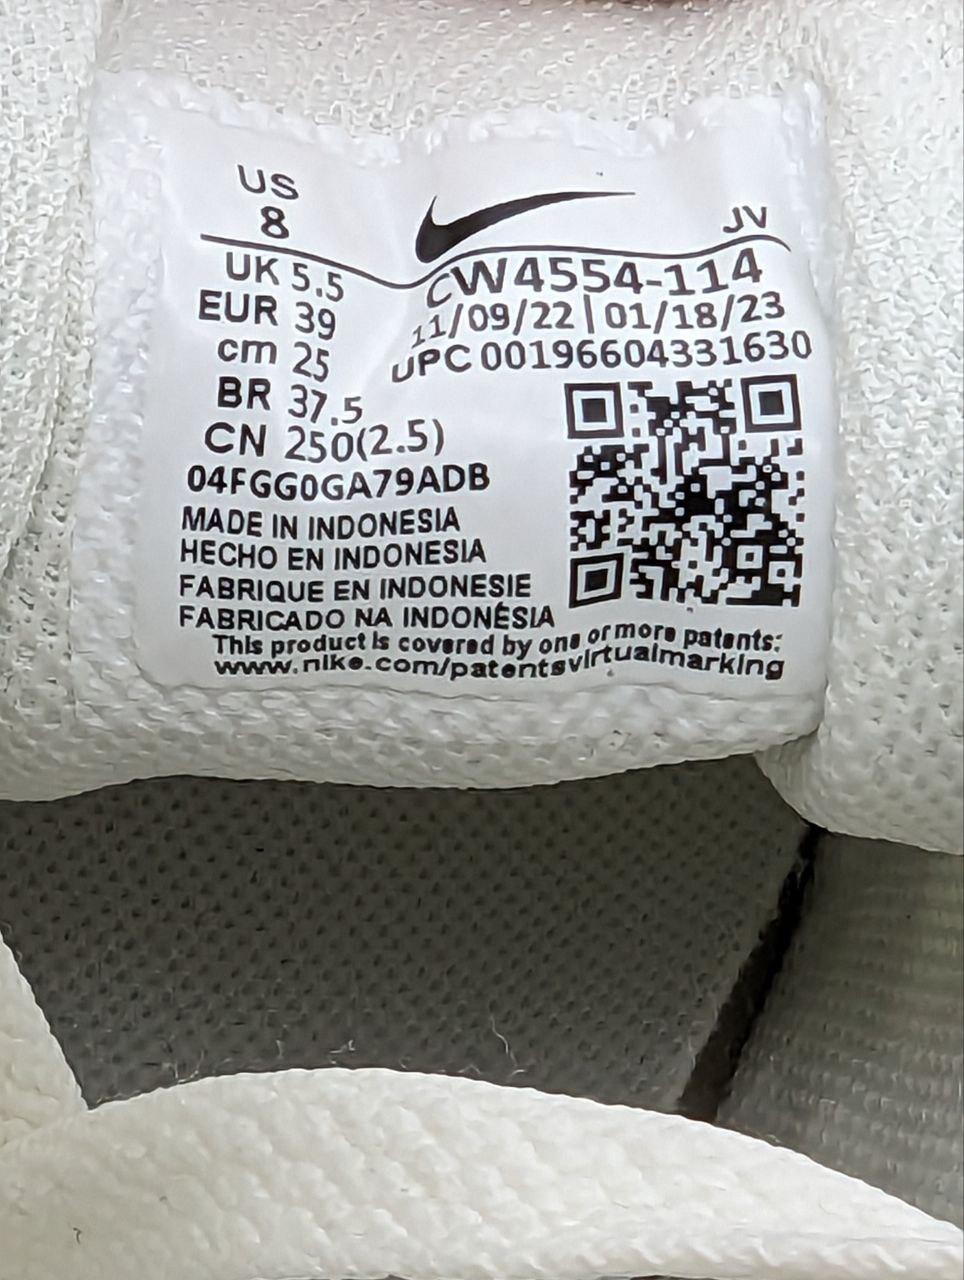 US
8
JV
UK 5.5
EUR 39
cm 25
BR 37.5
CN 250(2.5)
CW4554-114
11/09/22 | 01/18/23
UPC 00196604331630
04FGG0GA79ADB
MADE IN INDONESIA
HECHO EN INDONESIA
FABRIQUE EN INDONESIE
FABRICADO NA INDONÉSIA
This product is covered by one or more patents:
www.nike.com/patentsvirtualmarking